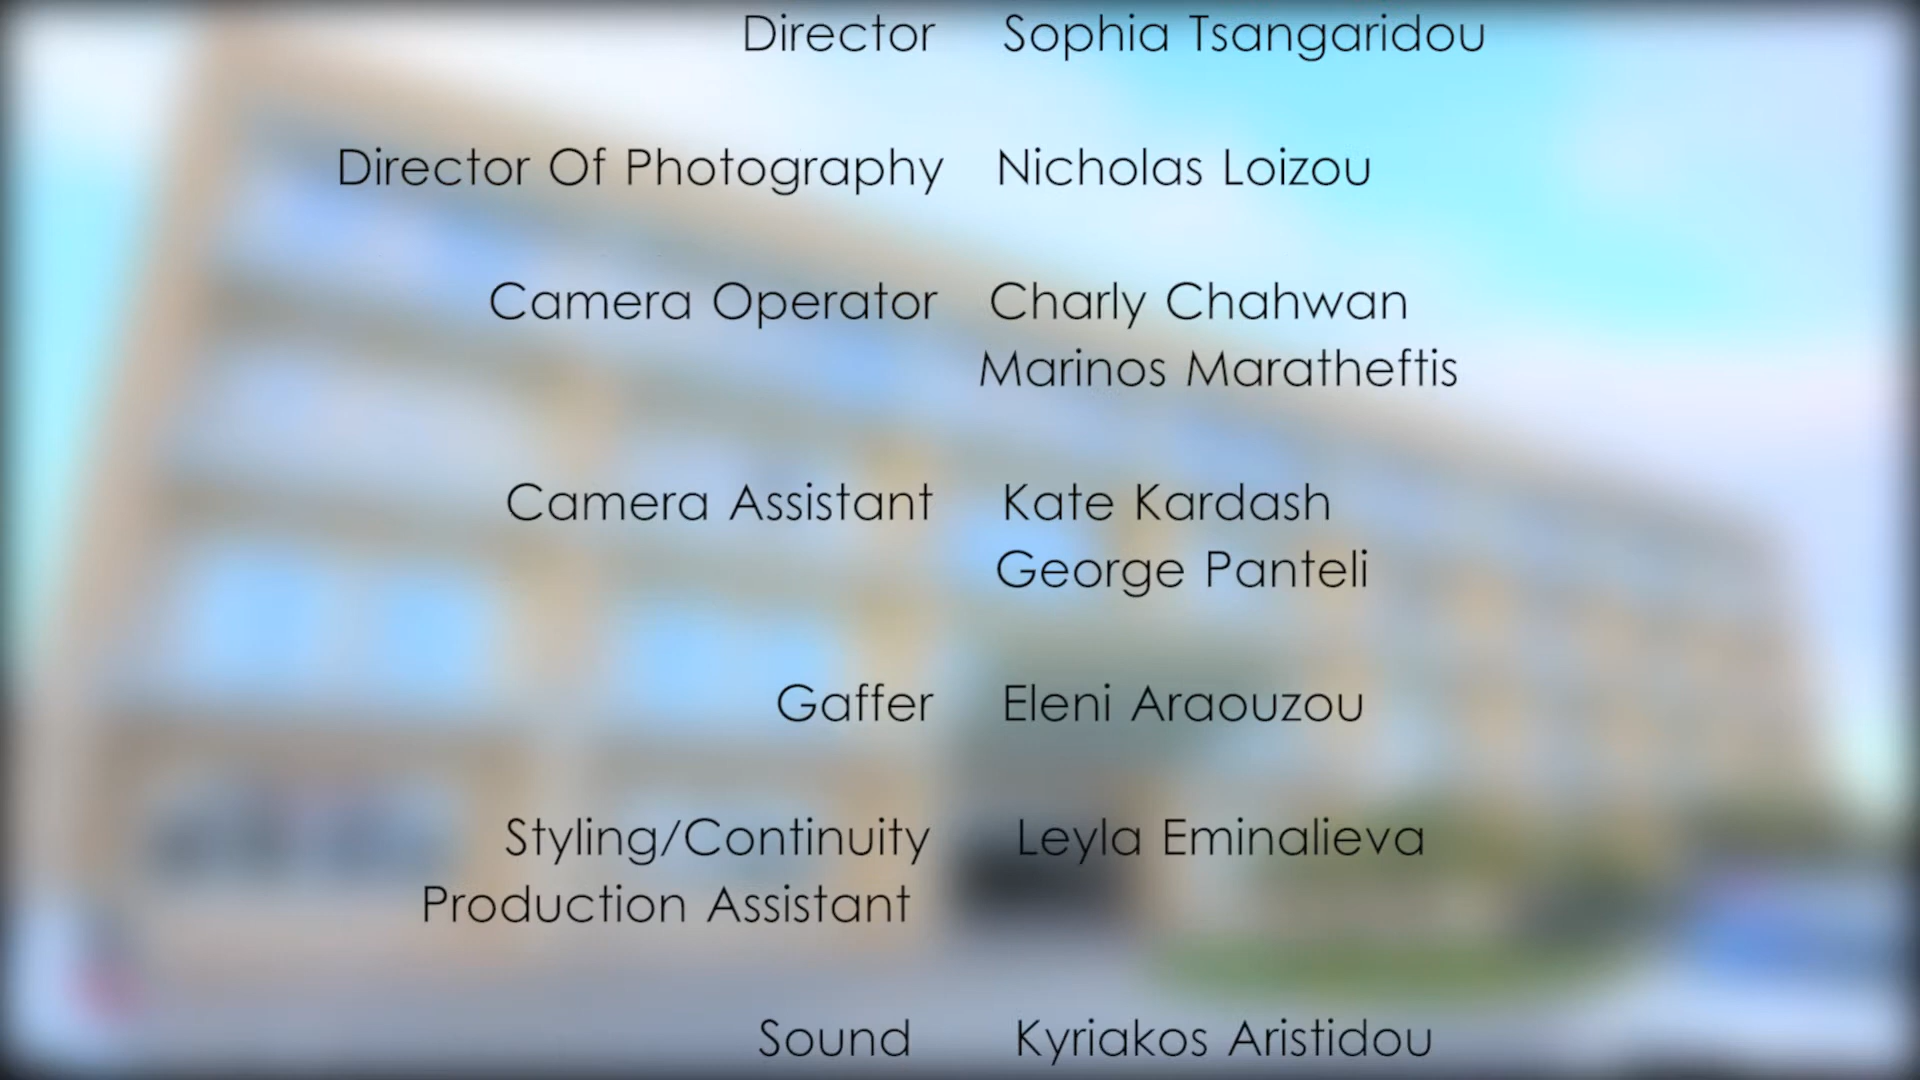 Director Sophia Tsangaridou
Director Of Photography Nicholas Loizou
Camera Operator Charly Chahwan
Marinos Maratheftis
Camera Assistant Kate Kardash
George Panteli
Gaffer Eleni Araouzou
Styling/Continuity Leyla Eminalieva
Production Assistant
Sound Kyriakos Aristidou